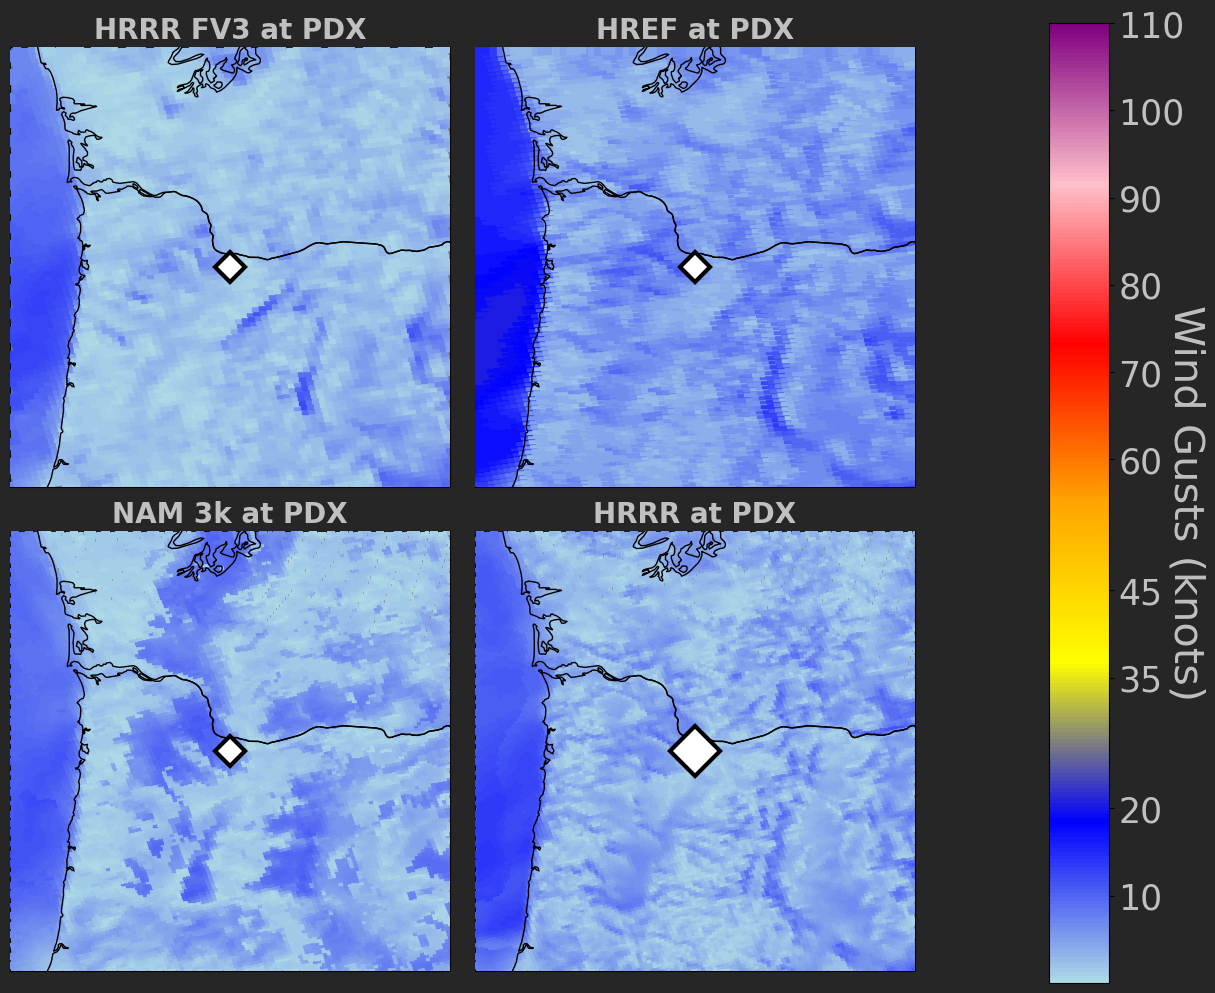 HRRR FV3 at PDX
HREF at PDX
NAM 3k at PDX
HRRR at PDX
110
100
90
80
70
60
45
35
20
10
Wind Gusts (knots)